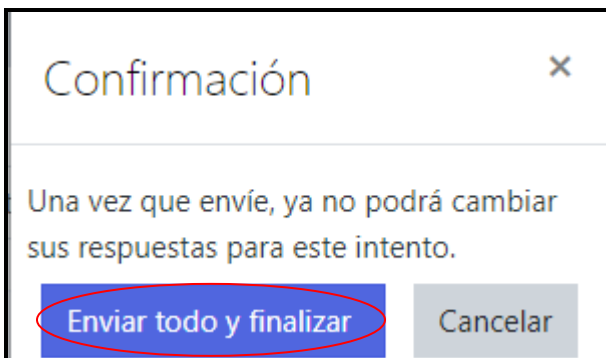 Confirmación ×
Una vez que envíe, ya no podrá cambiar
sus respuestas para este intento.
Enviar todo y finalizar Cancelar